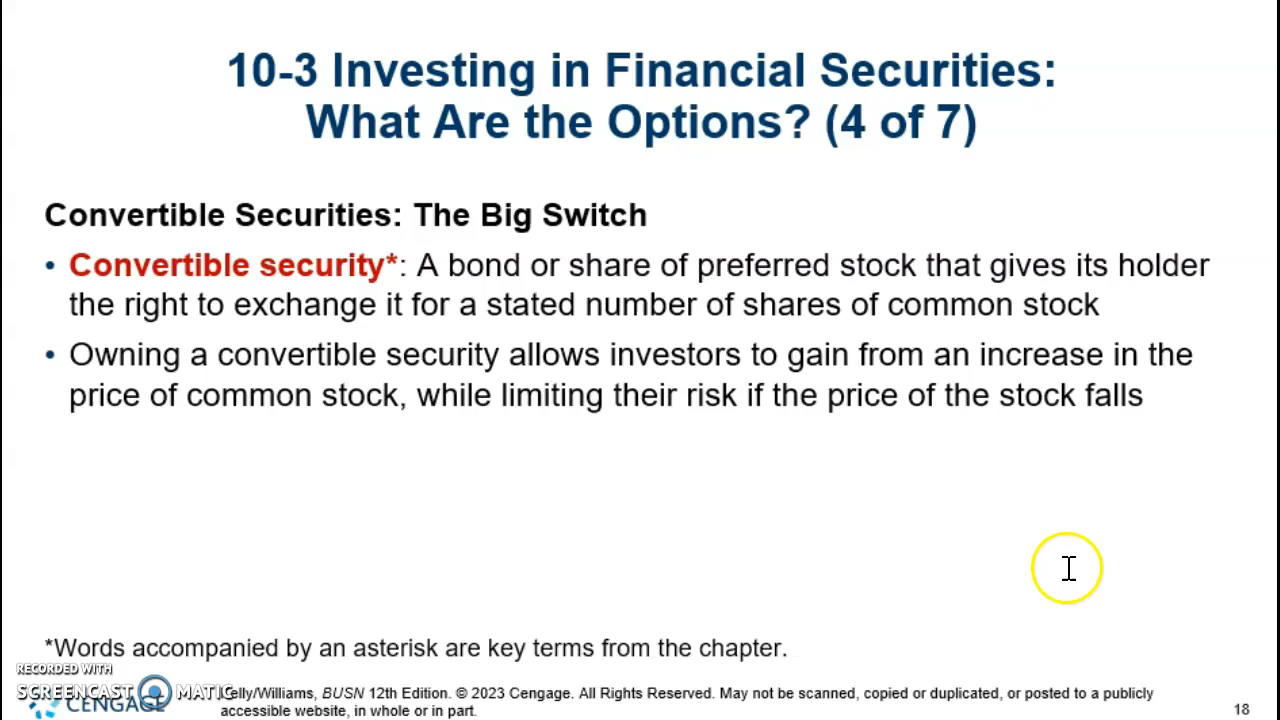 10-3 Investing in Financial Securities:
What Are the Options? (4 of 7)
Convertible Securities: The Big Switch
• Convertible security*: A bond or share of preferred stock that gives its holder
the right to exchange it for a stated number of shares of common stock
• Owning a convertible security allows investors to gain from an increase in the
price of common stock, while limiting their risk if the price of the stock falls
*Words accompanied by an asterisk are key terms from the chapter.
RECORDED WITH
SCREENCAST MATIC
CENGAGE
elly/Williams, BUSN 12th Edition. © 2023 Cengage. All Rights Reserved. May not be scanned, copied or duplicated, or posted to a publicly
accessible website, in whole or in part.
18